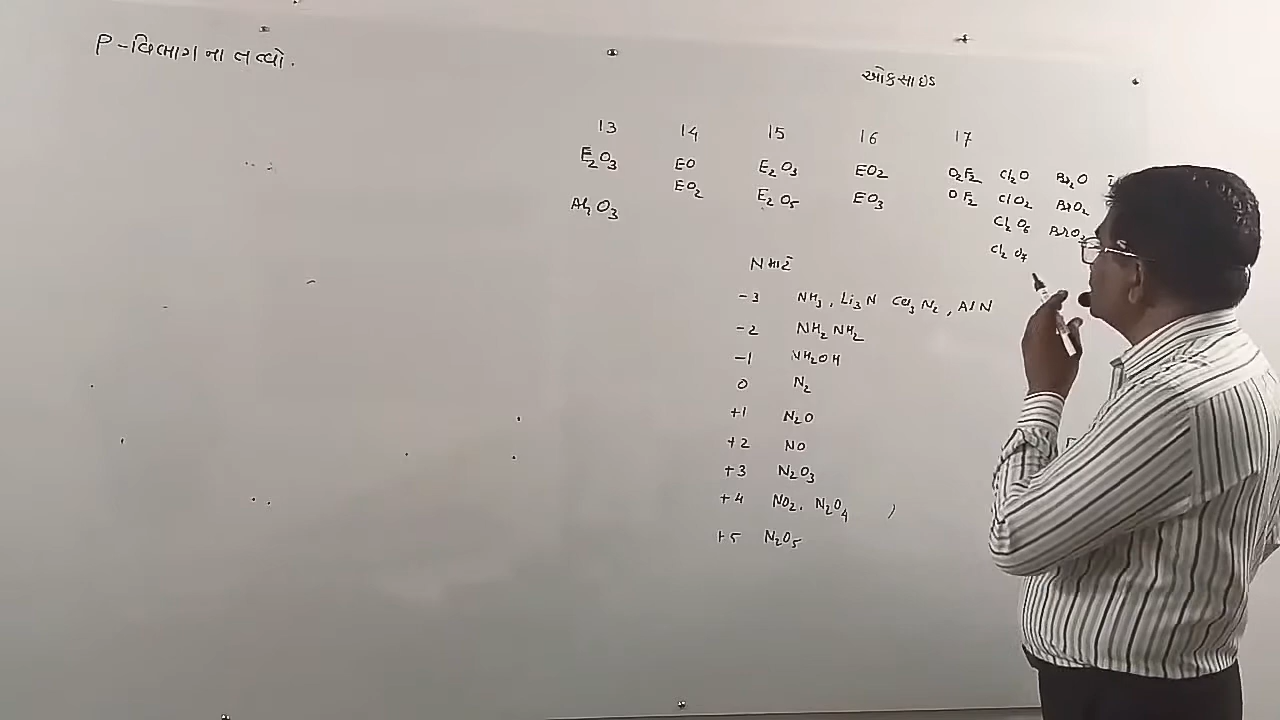 P-વિભાગ ના તત્વો.
ઓકસાઇડ
13 14 15 16 17
E₂O₃ EO E₂O₃ EO₂ O₂F₂ Cl₂O Br₂O
EO₂ E₂O₅ EO₃ OF₂ ClO₂ BrO₂
Al₂O₃ Cl₂O₆ BrO₃
Cl₂O₇
N માટે
-3 NH₃, Li₃N Ca₃N₂, AlN
-2 NH₂NH₂
-1 NH₂OH
0 N₂
+1 N₂O
+2 NO
+3 N₂O₃
+4 NO₂, N₂O₄
+5 N₂O₅